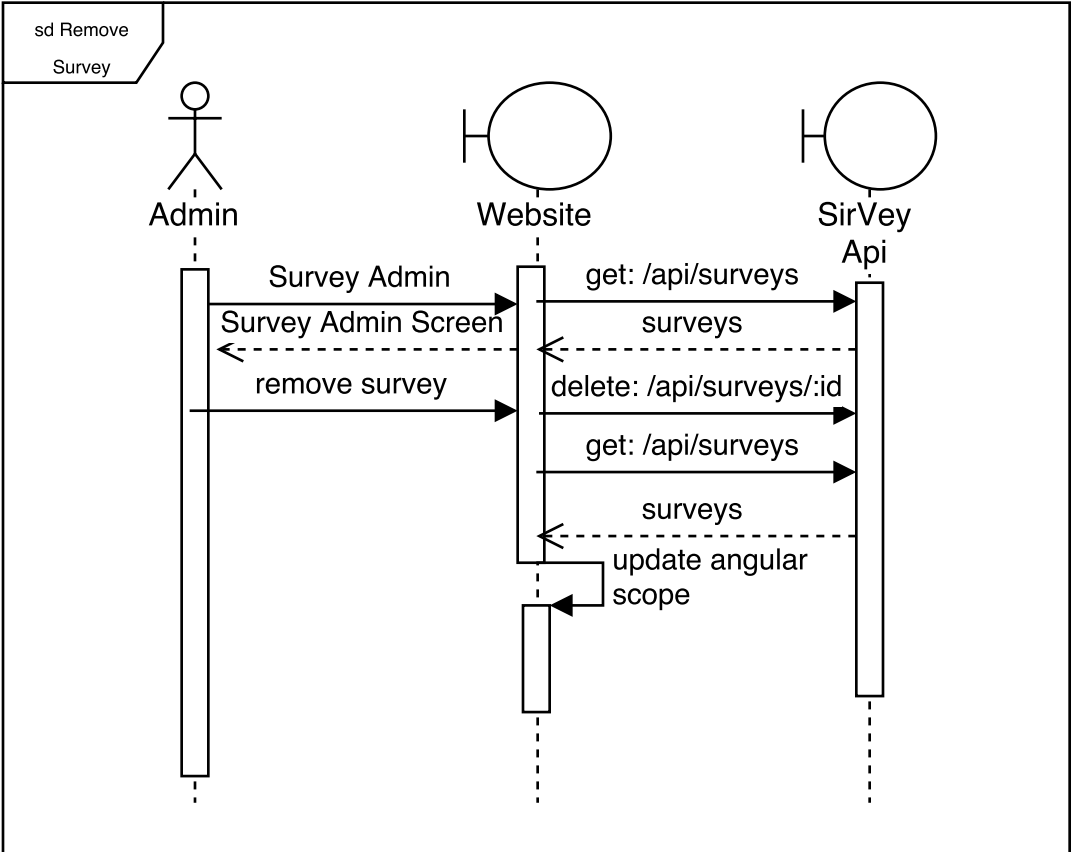 sd Remove
Survey
Admin
Website
SirVey
Api
Survey Admin
get: /api/surveys
Survey Admin Screen
surveys
remove survey
delete: /api/surveys/:id
get: /api/surveys
surveys
update angular
scope